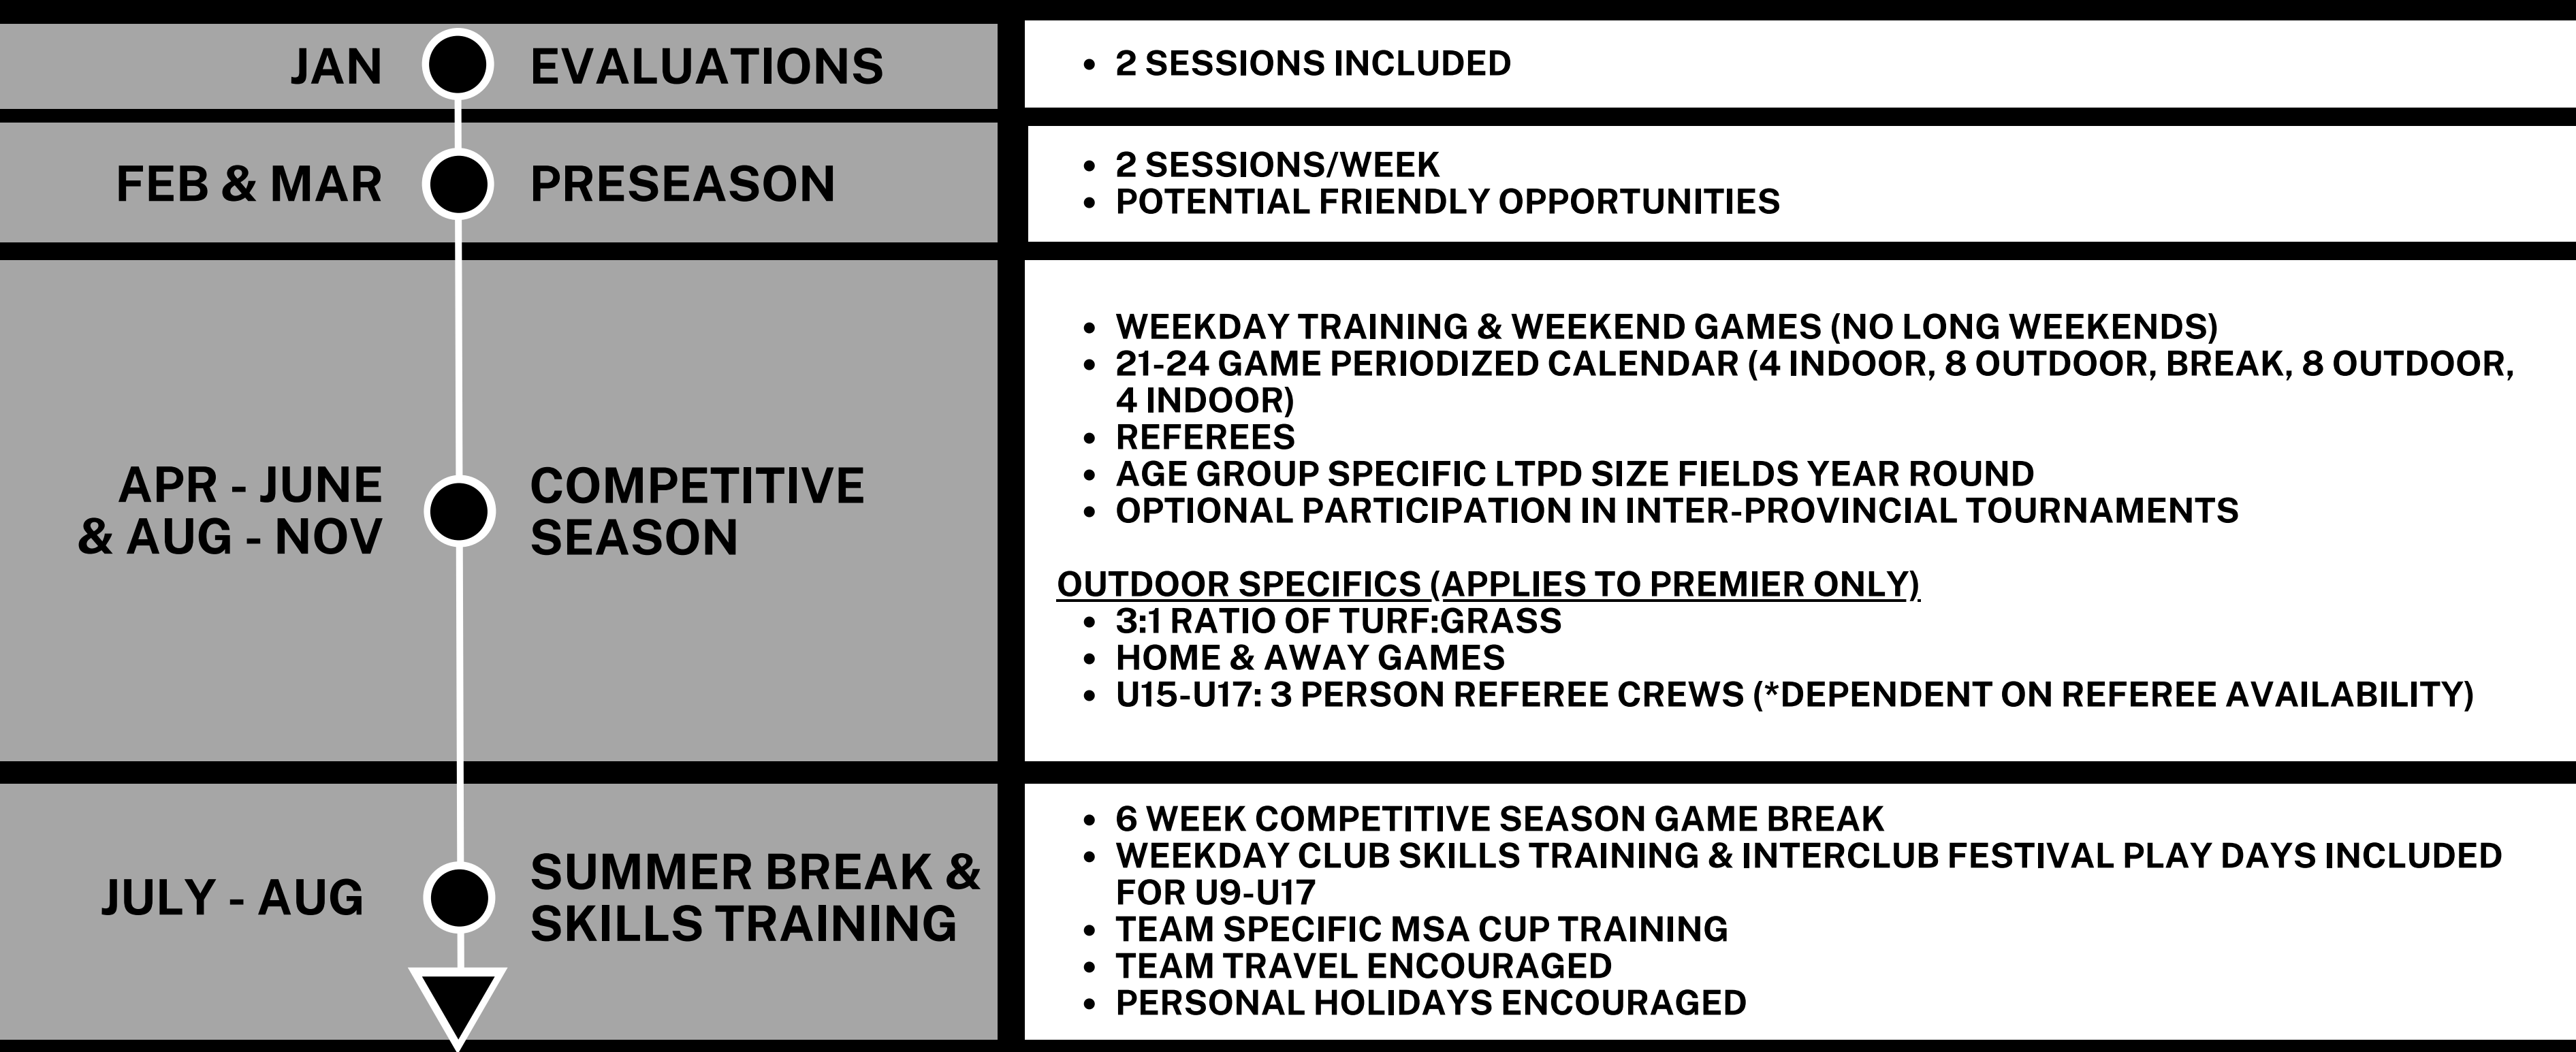 JAN
EVALUATIONS
• 2 SESSIONS INCLUDED
FEB & MAR
PRESEASON
• 2 SESSIONS/WEEK
• POTENTIAL FRIENDLY OPPORTUNITIES
APR - JUNE
& AUG - NOV
COMPETITIVE
SEASON
• WEEKDAY TRAINING & WEEKEND GAMES (NO LONG WEEKENDS)
• 21-24 GAME PERIODIZED CALENDAR (4 INDOOR, 8 OUTDOOR, BREAK, 8 OUTDOOR,
4 INDOOR)
• REFEREES
• AGE GROUP SPECIFIC LTPD SIZE FIELDS YEAR ROUND
• OPTIONAL PARTICIPATION IN INTER-PROVINCIAL TOURNAMENTS
OUTDOOR SPECIFICS (APPLIES TO PREMIER ONLY)
• 3:1 RATIO OF TURF:GRASS
• HOME & AWAY GAMES
• U15-U17: 3 PERSON REFEREE CREWS (*DEPENDENT ON REFEREE AVAILABILITY)
JULY - AUG
SUMMER BREAK &
SKILLS TRAINING
• 6 WEEK COMPETITIVE SEASON GAME BREAK
• WEEKDAY CLUB SKILLS TRAINING & INTERCLUB FESTIVAL PLAY DAYS INCLUDED
FOR U9-U17
• TEAM SPECIFIC MSA CUP TRAINING
• TEAM TRAVEL ENCOURAGED
• PERSONAL HOLIDAYS ENCOURAGED